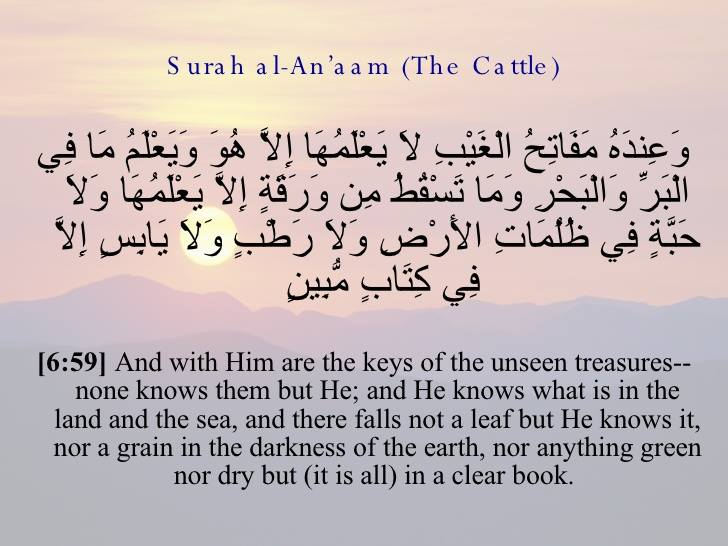 Surah al-An’aam (The Cattle)
وَعِندَهُ مَفَاتِحُ الْغَيْبِ لاَ يَعْلَمُهَا إِلاَّ هُوَ وَيَعْلَمُ مَا فِي
الْبَرِّ وَالْبَحْرِ وَمَا تَسْقُطُ مِن وَرَقَةٍ إِلاَّ يَعْلَمُهَا وَلاَ
حَبَّةٍ فِي ظُلُمَاتِ الأَرْضِ وَلاَ رَطْبٍ وَلاَ يَابِسٍ إِلاَّ
فِي كِتَابٍ مُّبِينٍ
[6:59] And with Him are the keys of the unseen treasures--
none knows them but He; and He knows what is in the
land and the sea, and there falls not a leaf but He knows it,
nor a grain in the darkness of the earth, nor anything green
nor dry but (it is all) in a clear book.